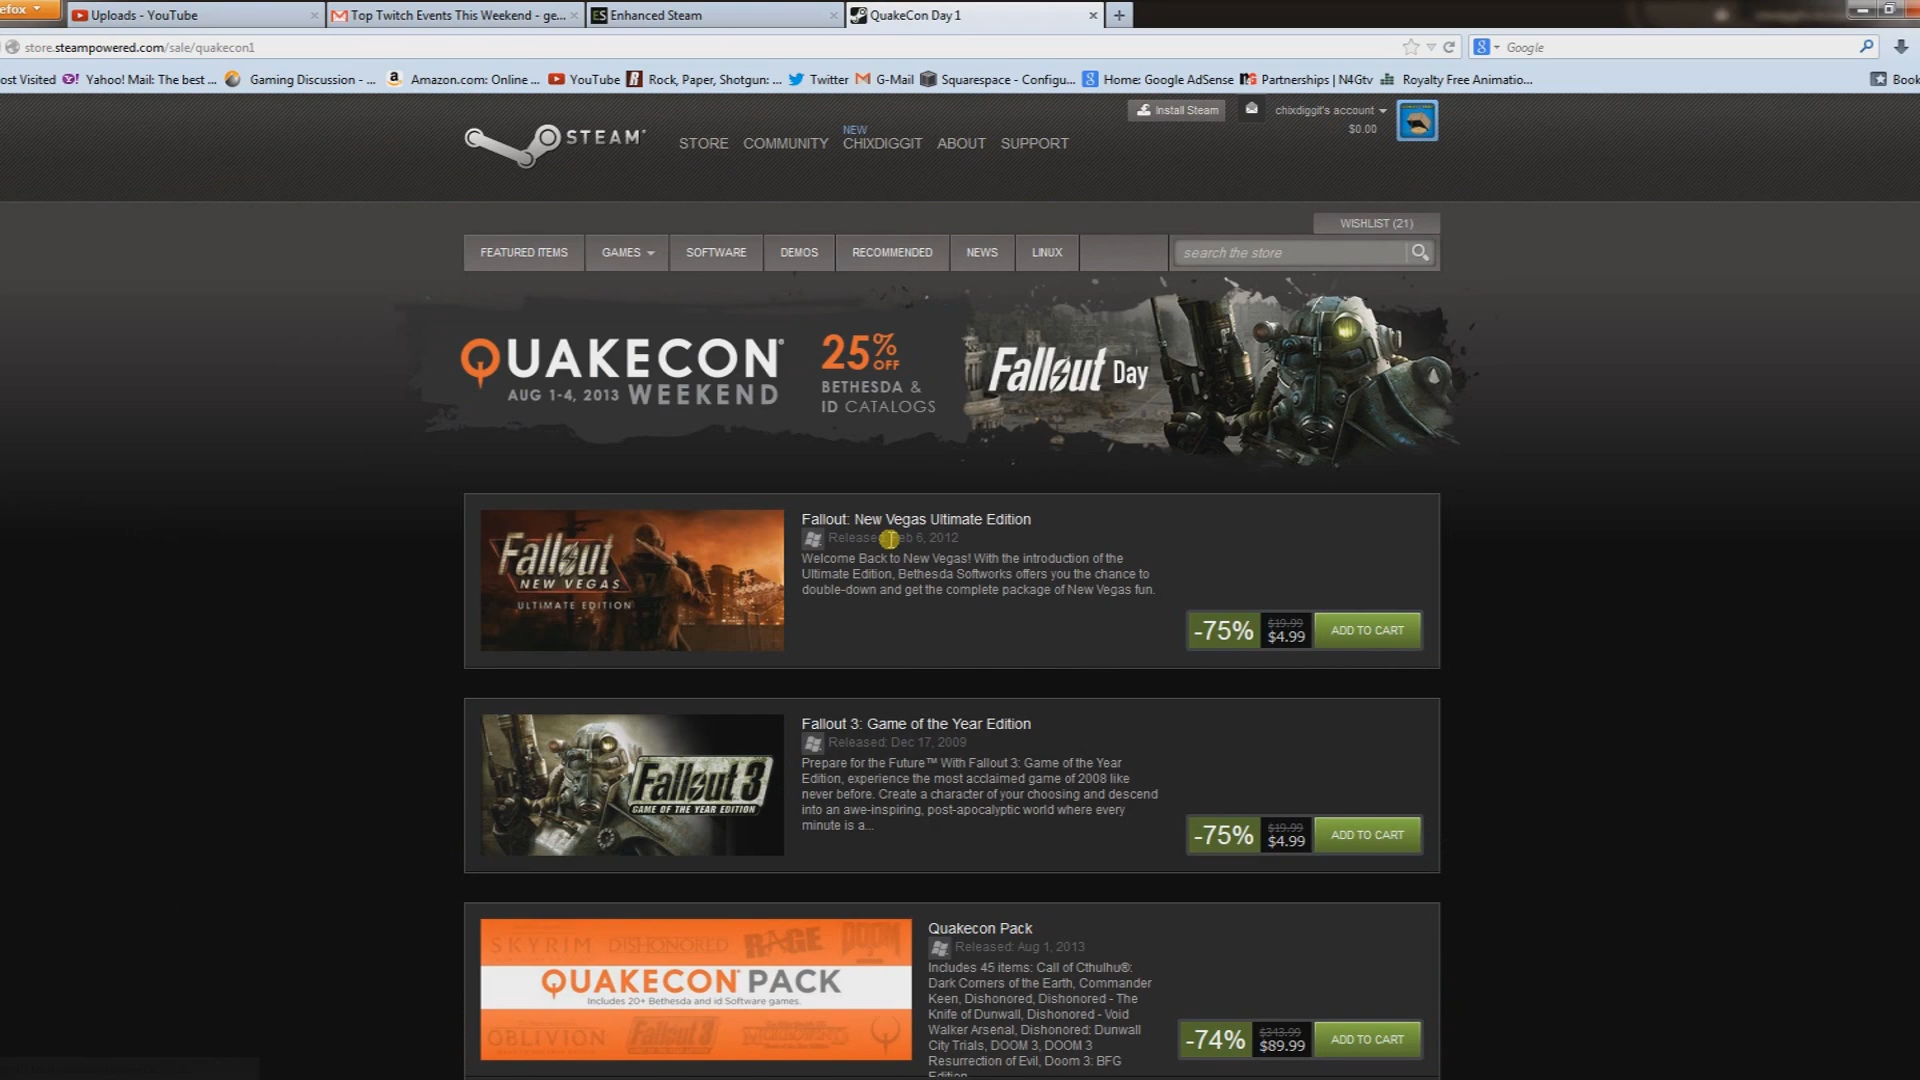 efox
Uploads - YouTube
Top Twitch Events This Weekend - ge...
ES Enhanced Steam
QuakeCon Day 1
store.steampowered.com/sale/quakecon1
Google
ost Visited
Yahoo! Mail: The best ...
Gaming Discussion - ...
Amazon.com: Online ...
YouTube
Rock, Paper, Shotgun: ...
Twitter
G-Mail
Squarespace - Configu...
Home: Google AdSense
Partnerships | N4Gtv
Royalty Free Animatio...
Book
Install Steam
chixdiggit's account
$0.00
STEAM
NEW
STORE COMMUNITY CHIXDIGGIT ABOUT SUPPORT
WISHLIST (21)
FEATURED ITEMS GAMES SOFTWARE DEMOS RECOMMENDED NEWS LINUX
search the store
QUAKECON
AUG 1-4, 2013 WEEKEND
25% OFF
BETHESDA &
ID CATALOGS
Fallout Day
Fallout
NEW VEGAS
ULTIMATE EDITION
Fallout: New Vegas Ultimate Edition
Released: Feb 6, 2012
Welcome Back to New Vegas! With the introduction of the
Ultimate Edition, Bethesda Softworks offers you the chance to
double-down and get the complete package of New Vegas fun.
-75% $19.99 $4.99 ADD TO CART
Fallout 3
GAME OF THE YEAR EDITION
Fallout 3: Game of the Year Edition
Released: Dec 17, 2009
Prepare for the Future™ With Fallout 3: Game of the Year
Edition, experience the most acclaimed game of 2008 like
never before. Create a character of your choosing and descend
into an awe-inspiring, post-apocalyptic world where every
minute is a...
-75% $19.99 $4.99 ADD TO CART
SKYRIM DISHONORED RAGE DOOM
QUAKECON PACK
Includes 20+ Bethesda and id Software games.
OBLIVION Fallout 3 MORROWIND
Quakecon Pack
Released: Aug 1, 2013
Includes 45 items: Call of Cthulhu®:
Dark Corners of the Earth, Commander
Keen, Dishonored, Dishonored - The
Knife of Dunwall, Dishonored - Void
Walker Arsenal, Dishonored: Dunwall
City Trials, DOOM 3, DOOM 3
Resurrection of Evil, Doom 3: BFG
Edition
-74% $343.99 $89.99 ADD TO CART